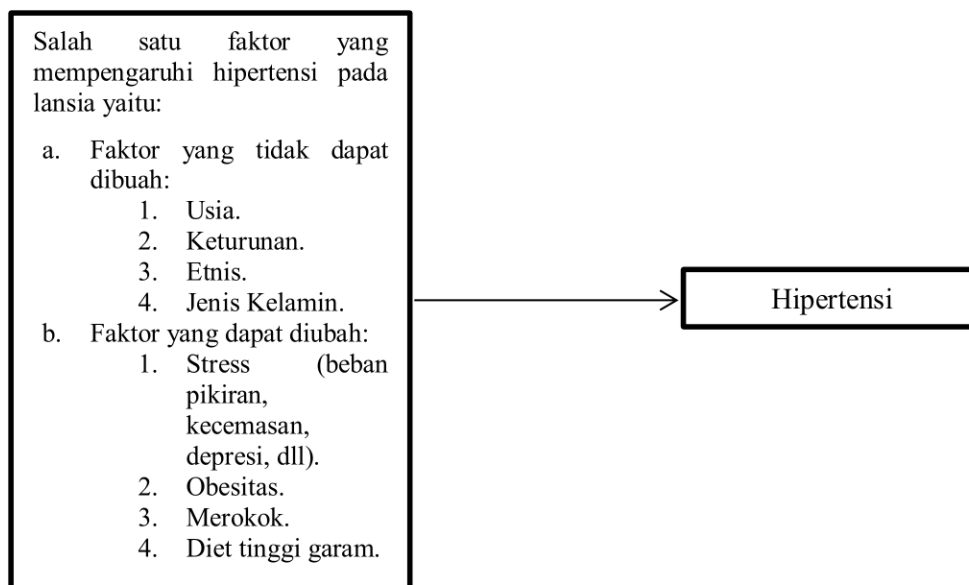 Salah satu faktor yang
mempengaruhi hipertensi pada
lansia yaitu:
a. Faktor yang tidak dapat
dibuah:
1. Usia.
2. Keturunan.
3. Etnis.
4. Jenis Kelamin.
b. Faktor yang dapat diubah:
1. Stress (beban
pikiran,
kecemasan,
depresi, dll).
2. Obesitas.
3. Merokok.
4. Diet tinggi garam.
Hipertensi